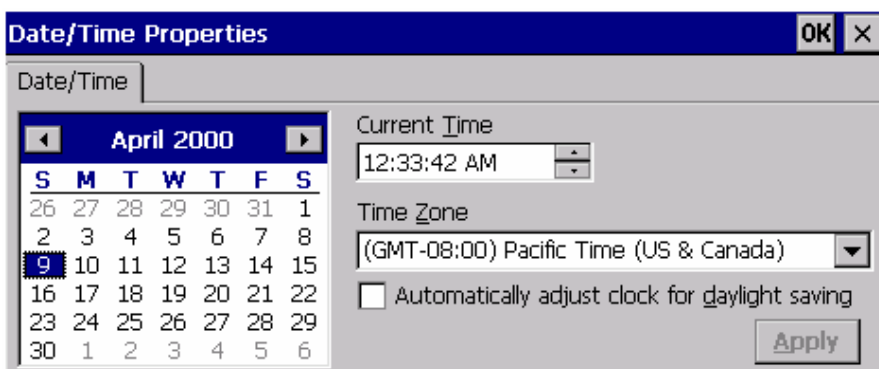 Date/Time Properties OK ×
Date/Time
April 2000
S M T W T F S
26 27 28 29 30 31 1
2 3 4 5 6 7 8
9 10 11 12 13 14 15
16 17 18 19 20 21 22
23 24 25 26 27 28 29
30 1 2 3 4 5 6
Current Time
12:33:42 AM
Time Zone
(GMT-08:00) Pacific Time (US & Canada)
Automatically adjust clock for daylight saving
Apply